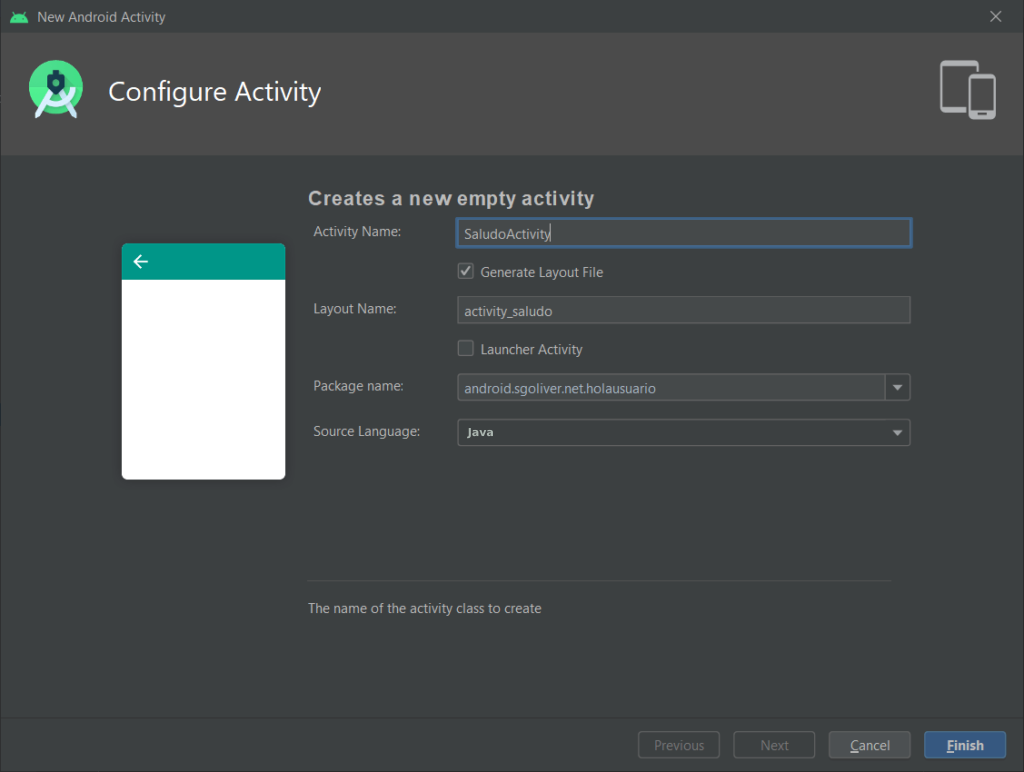 New Android Activity
Configure Activity
Creates a new empty activity
Activity Name:
SaludoActivity
Generate Layout File
Layout Name:
activity_saludo
Launcher Activity
Package name:
android.sgoliver.net.holausuario
Source Language:
Java
The name of the activity class to create
Previous
Next
Cancel
Finish